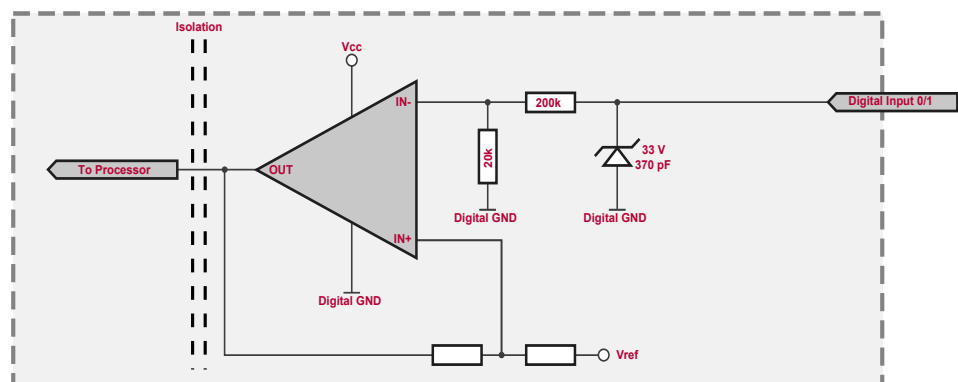 Isolation
Vcc
IN-
200k
Digital Input 0/1
20k
33 V
370 pF
To Processor
OUT
Digital GND
Digital GND
IN+
Digital GND
Vref